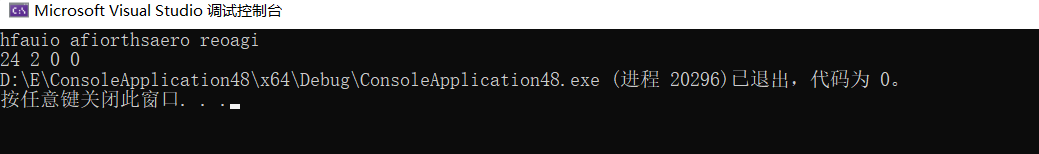 Microsoft Visual Studio 调试控制台
hfauio afiorthsaero reoagi
24 2 0 0
D:\E\ConsoleApplication48\x64\Debug\ConsoleApplication48.exe (进程 20296)已退出，代码为 0。
按任意键关闭此窗口. . .